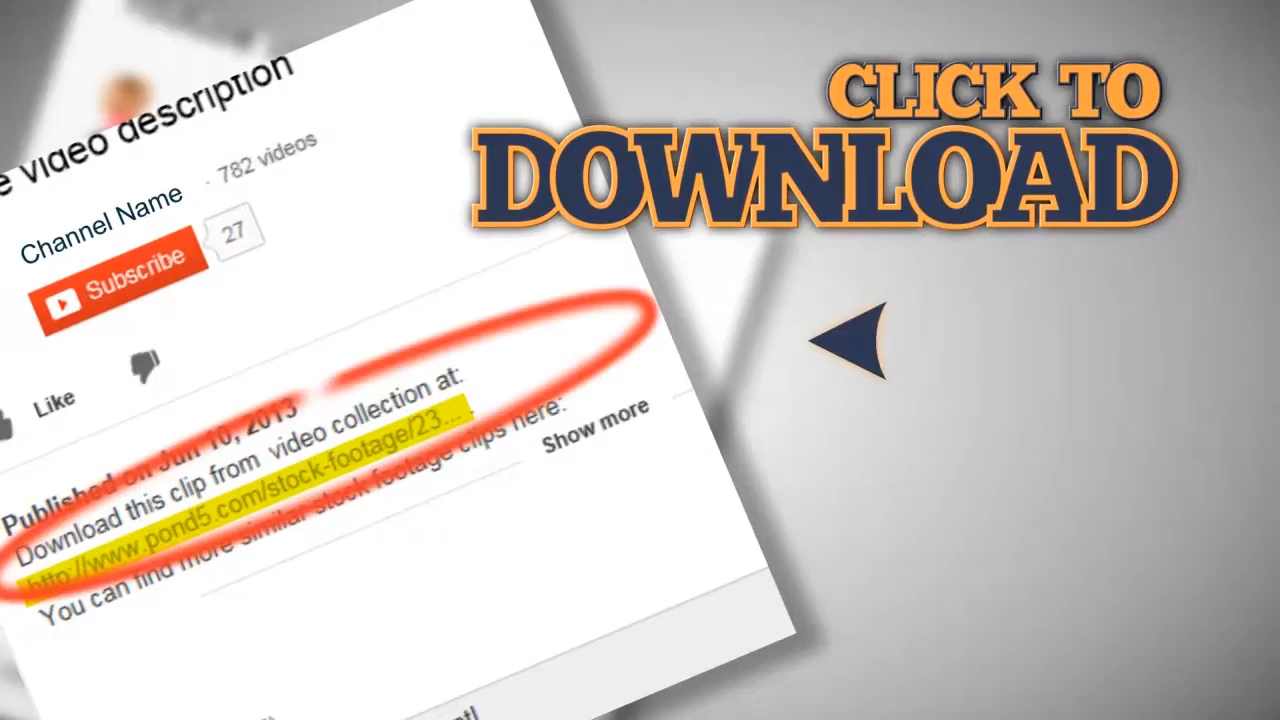 CLICK TO
DOWNLOAD
e video description
Channel Name · 782 videos
Subscribe 27
Like
Published on Jun 10, 2013
Download this clip from video collection at:
http://www.pond5.com/stock-footage/23...
You can find more similar stock footage clips here:
Show more